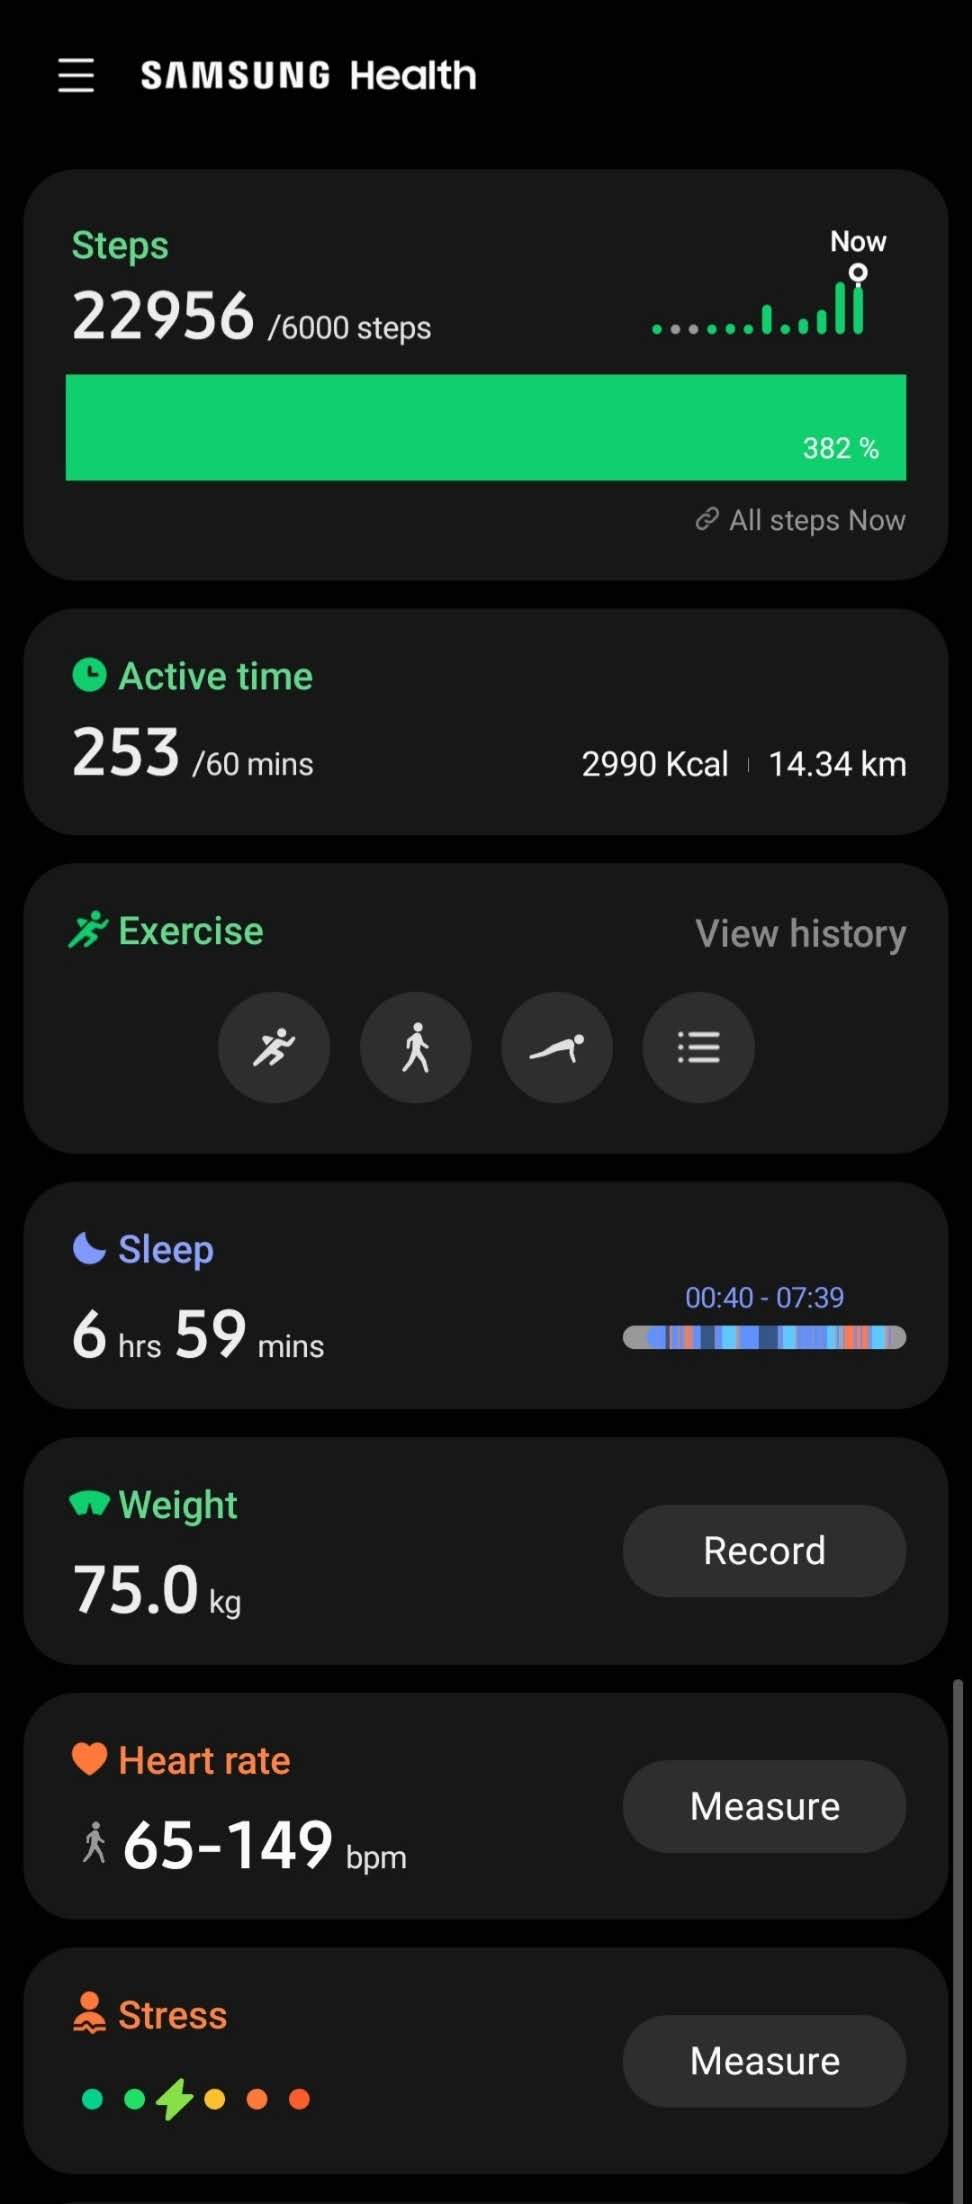 SAMSUNG Health
Steps
Now
22956 /6000 steps
382 %
All steps Now
Active time
253 /60 mins
2990 Kcal
14.34 km
Exercise
View history
Sleep
00:40 - 07:39
6 hrs 59 mins
Weight
Record
75.0 kg
Heart rate
Measure
65-149 bpm
Stress
Measure